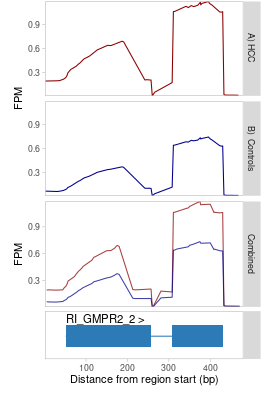 0.9
0.6
0.3
A) HCC
FPM
0.9
0.6
0.3
B) Controls
0.9
0.6
0.3
Combined
FPM
RI_GMPR2_2 >
100 200 300 400
Distance from region start (bp)